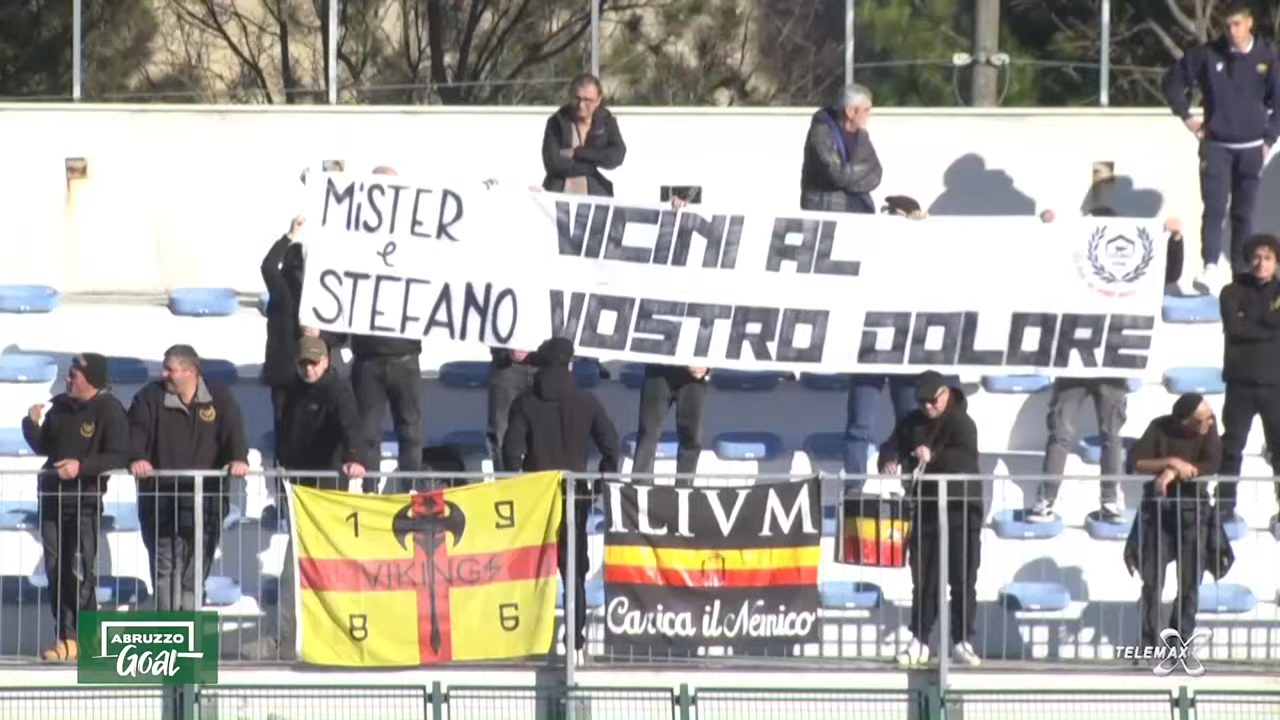 MiSTER
e
STEFANO
VICINI AL
VOSTRO DOLORE
1 9
VIKINGS
8 6
ILIVM
Carica il Nemico
ABRUZZO
Goal
TELEMAX